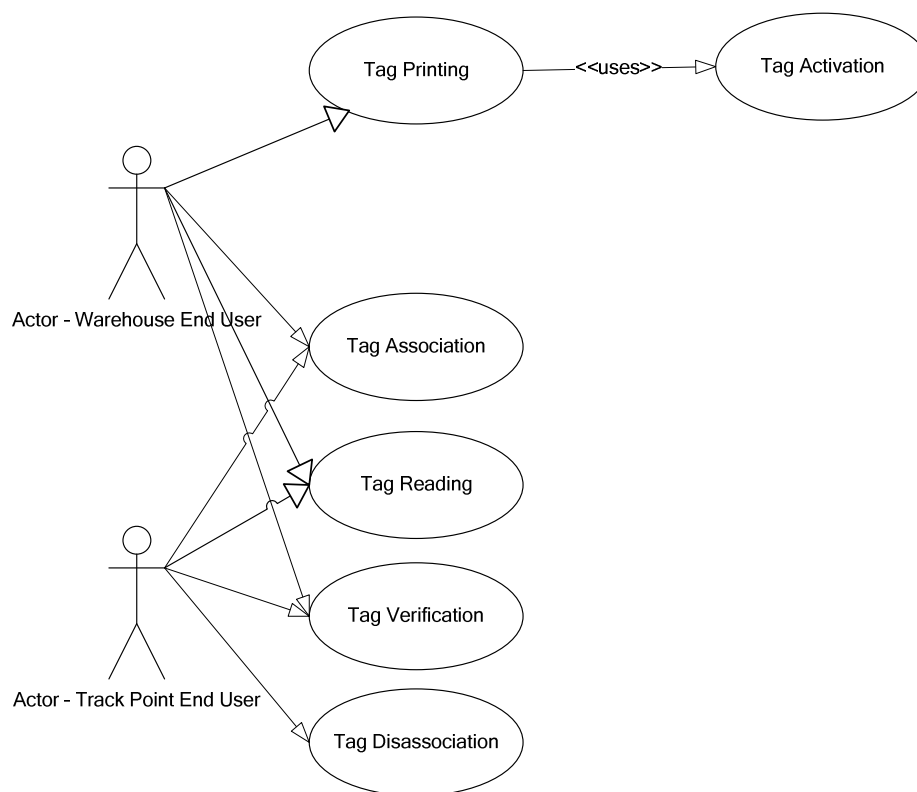 Tag Printing
<<uses>>
Tag Activation
Actor - Warehouse End User
Tag Association
Tag Reading
Tag Verification
Actor - Track Point End User
Tag Disassociation